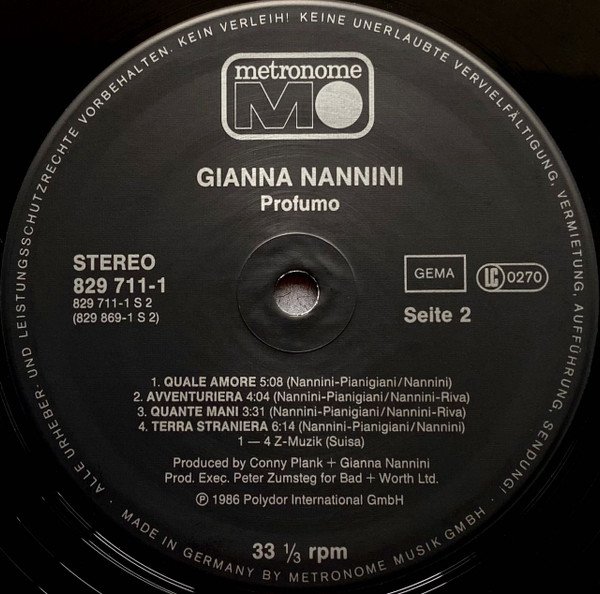 ALLE URHEBER- UND LEISTUNGSSCHUTZRECHTE VORBEHALTEN. KEIN VERLEIH! KEINE UNERLAUBTE VERVIELFÄLTIGUNG, VERMIETUNG, AUFFÜHRUNG, SENDUNG!
metronome
M
GIANNA NANNINI
Profumo
STEREO
829 711-1
829 711-1 S 2
(829 869-1 S 2)
GEMA
LC 0270
Seite 2
1. QUALE AMORE 5:08 (Nannini-Pianigiani/Nannini)
2. AVVENTURIERA 4:04 (Nannini-Pianigiani/Nannini-Riva)
3. QUANTE MANI 3:31 (Nannini-Pianigiani/Nannini-Riva)
4. TERRA STRANIERA 6:14 (Nannini-Pianigiani/Nannini)
1 — 4 Z-Muzik (Suisa)
Produced by Conny Plank + Gianna Nannini
Prod. Exec. Peter Zumsteg for Bad + Worth Ltd.
℗ 1986 Polydor International GmbH
33 ⅓ rpm
· MADE IN GERMANY BY METRONOME MUSIK GMBH ·